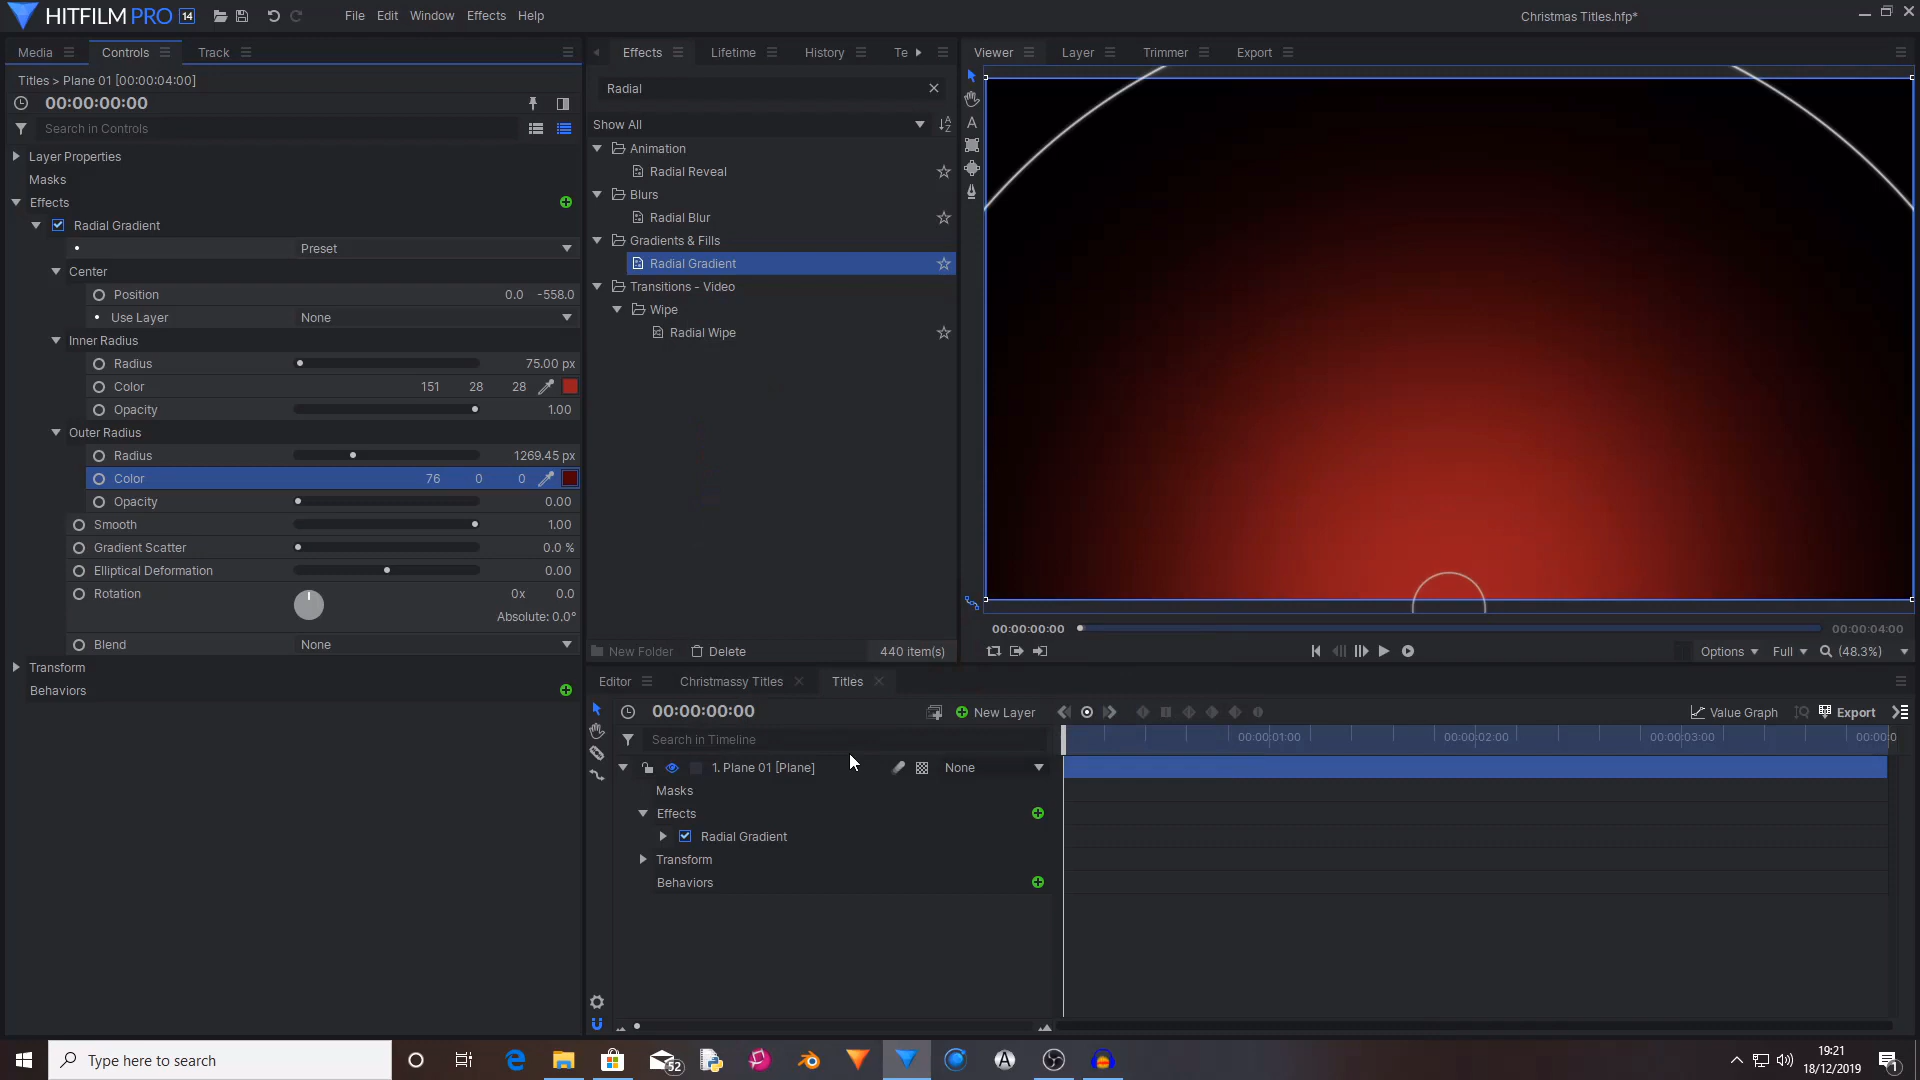 HITFILM PRO 14
File Edit Window Effects Help
Christmas Titles.hfp*
Media Controls Track
Effects Lifetime History Te
Viewer Layer Trimmer Export
Titles > Plane 01 [00:00:04:00]
00:00:00:00
Search in Controls
Layer Properties
Masks
Effects
Radial Gradient
Preset
Center
Position 0.0 -558.0
Use Layer None
Inner Radius
Radius 75.00 px
Color 151 28 28
Opacity 1.00
Outer Radius
Radius 1269.45 px
Color 76 0 0
Opacity 0.00
Smooth 1.00
Gradient Scatter 0.0 %
Elliptical Deformation 0.00
Rotation 0x 0.0
Absolute: 0.0°
Blend None
Transform
Behaviors
Radial
Show All
Animation
Radial Reveal
Blurs
Radial Blur
Gradients & Fills
Radial Gradient
Transitions - Video
Wipe
Radial Wipe
New Folder Delete 440 item(s)
00:00:00:00 00:00:04:00
Options Full (48.3%)
Editor Christmassy Titles Titles
00:00:00:00 New Layer Value Graph Export
Search in Timeline
00:00:01:00 00:00:02:00 00:00:03:00 00:00:0
1. Plane 01 [Plane] None
Masks
Effects
Radial Gradient
Transform
Behaviors
Type here to search
52
19:21
18/12/2019
1